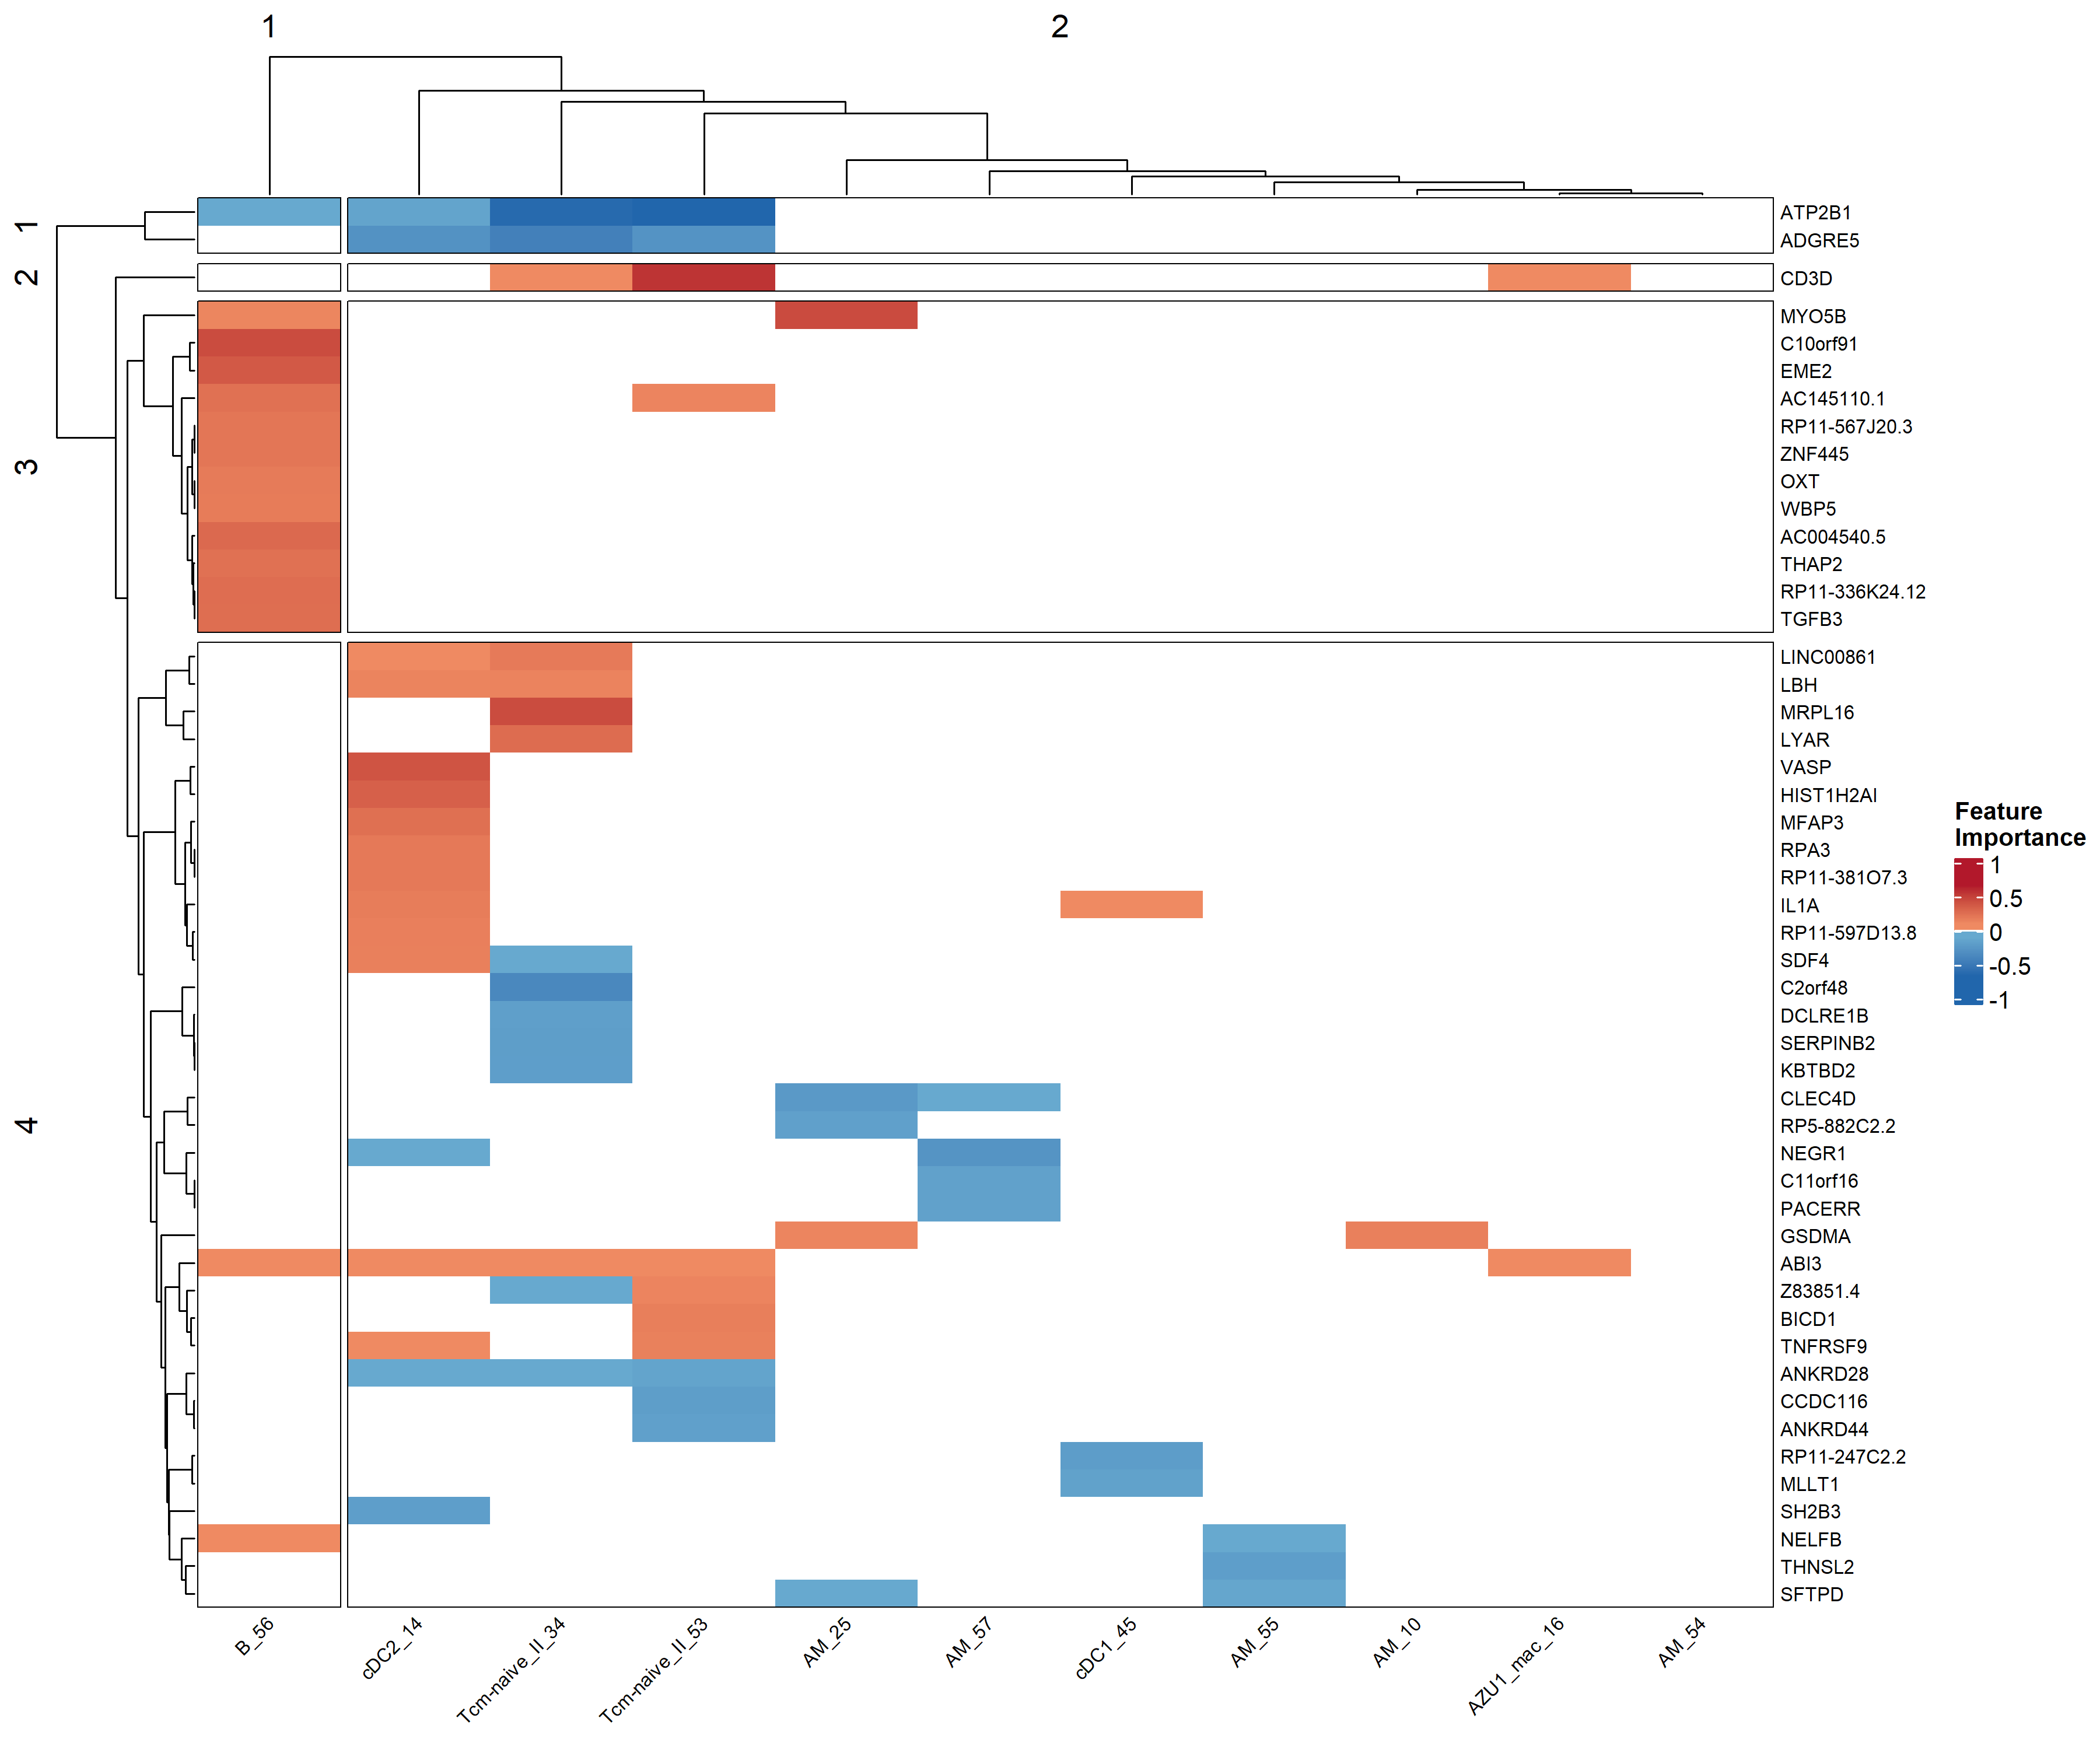 1
2
1
2
3
4
ATP2B1
ADGRE5
CD3D
MYO5B
C10orf91
EME2
AC145110.1
RP11-567J20.3
ZNF445
OXT
WBP5
AC004540.5
THAP2
RP11-336K24.12
TGFB3
LINC00861
LBH
MRPL16
LYAR
VASP
HIST1H2AI
MFAP3
RPA3
RP11-381O7.3
IL1A
RP11-597D13.8
SDF4
C2orf48
DCLRE1B
SERPINB2
KBTBD2
CLEC4D
RP5-882C2.2
NEGR1
C11orf16
PACERR
GSDMA
ABI3
Z83851.4
BICD1
TNFRSF9
ANKRD28
CCDC116
ANKRD44
RP11-247C2.2
MLLT1
SH2B3
NELFB
THNSL2
SFTPD
B_56
cDC2_14
Tcm-naive_II_34
Tcm-naive_II_53
AM_25
AM_57
cDC1_45
AM_55
AM_10
AZU1_mac_16
AM_54
Feature
Importance
1
0.5
0
-0.5
-1